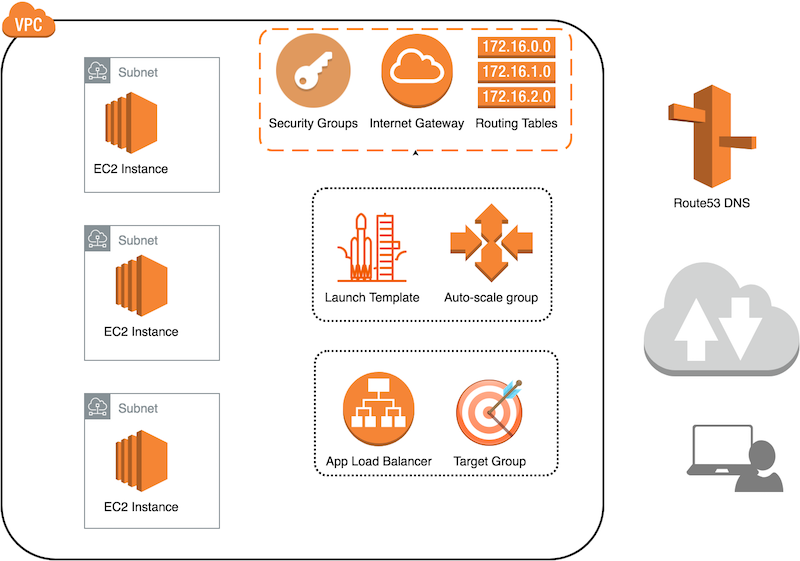 VPC
Subnet
EC2 Instance
Subnet
EC2 Instance
Subnet
EC2 Instance
172.16.0.0
172.16.1.0
172.16.2.0
Security Groups
Internet Gateway
Routing Tables
Launch Template
Auto-scale group
App Load Balancer
Target Group
Route53 DNS